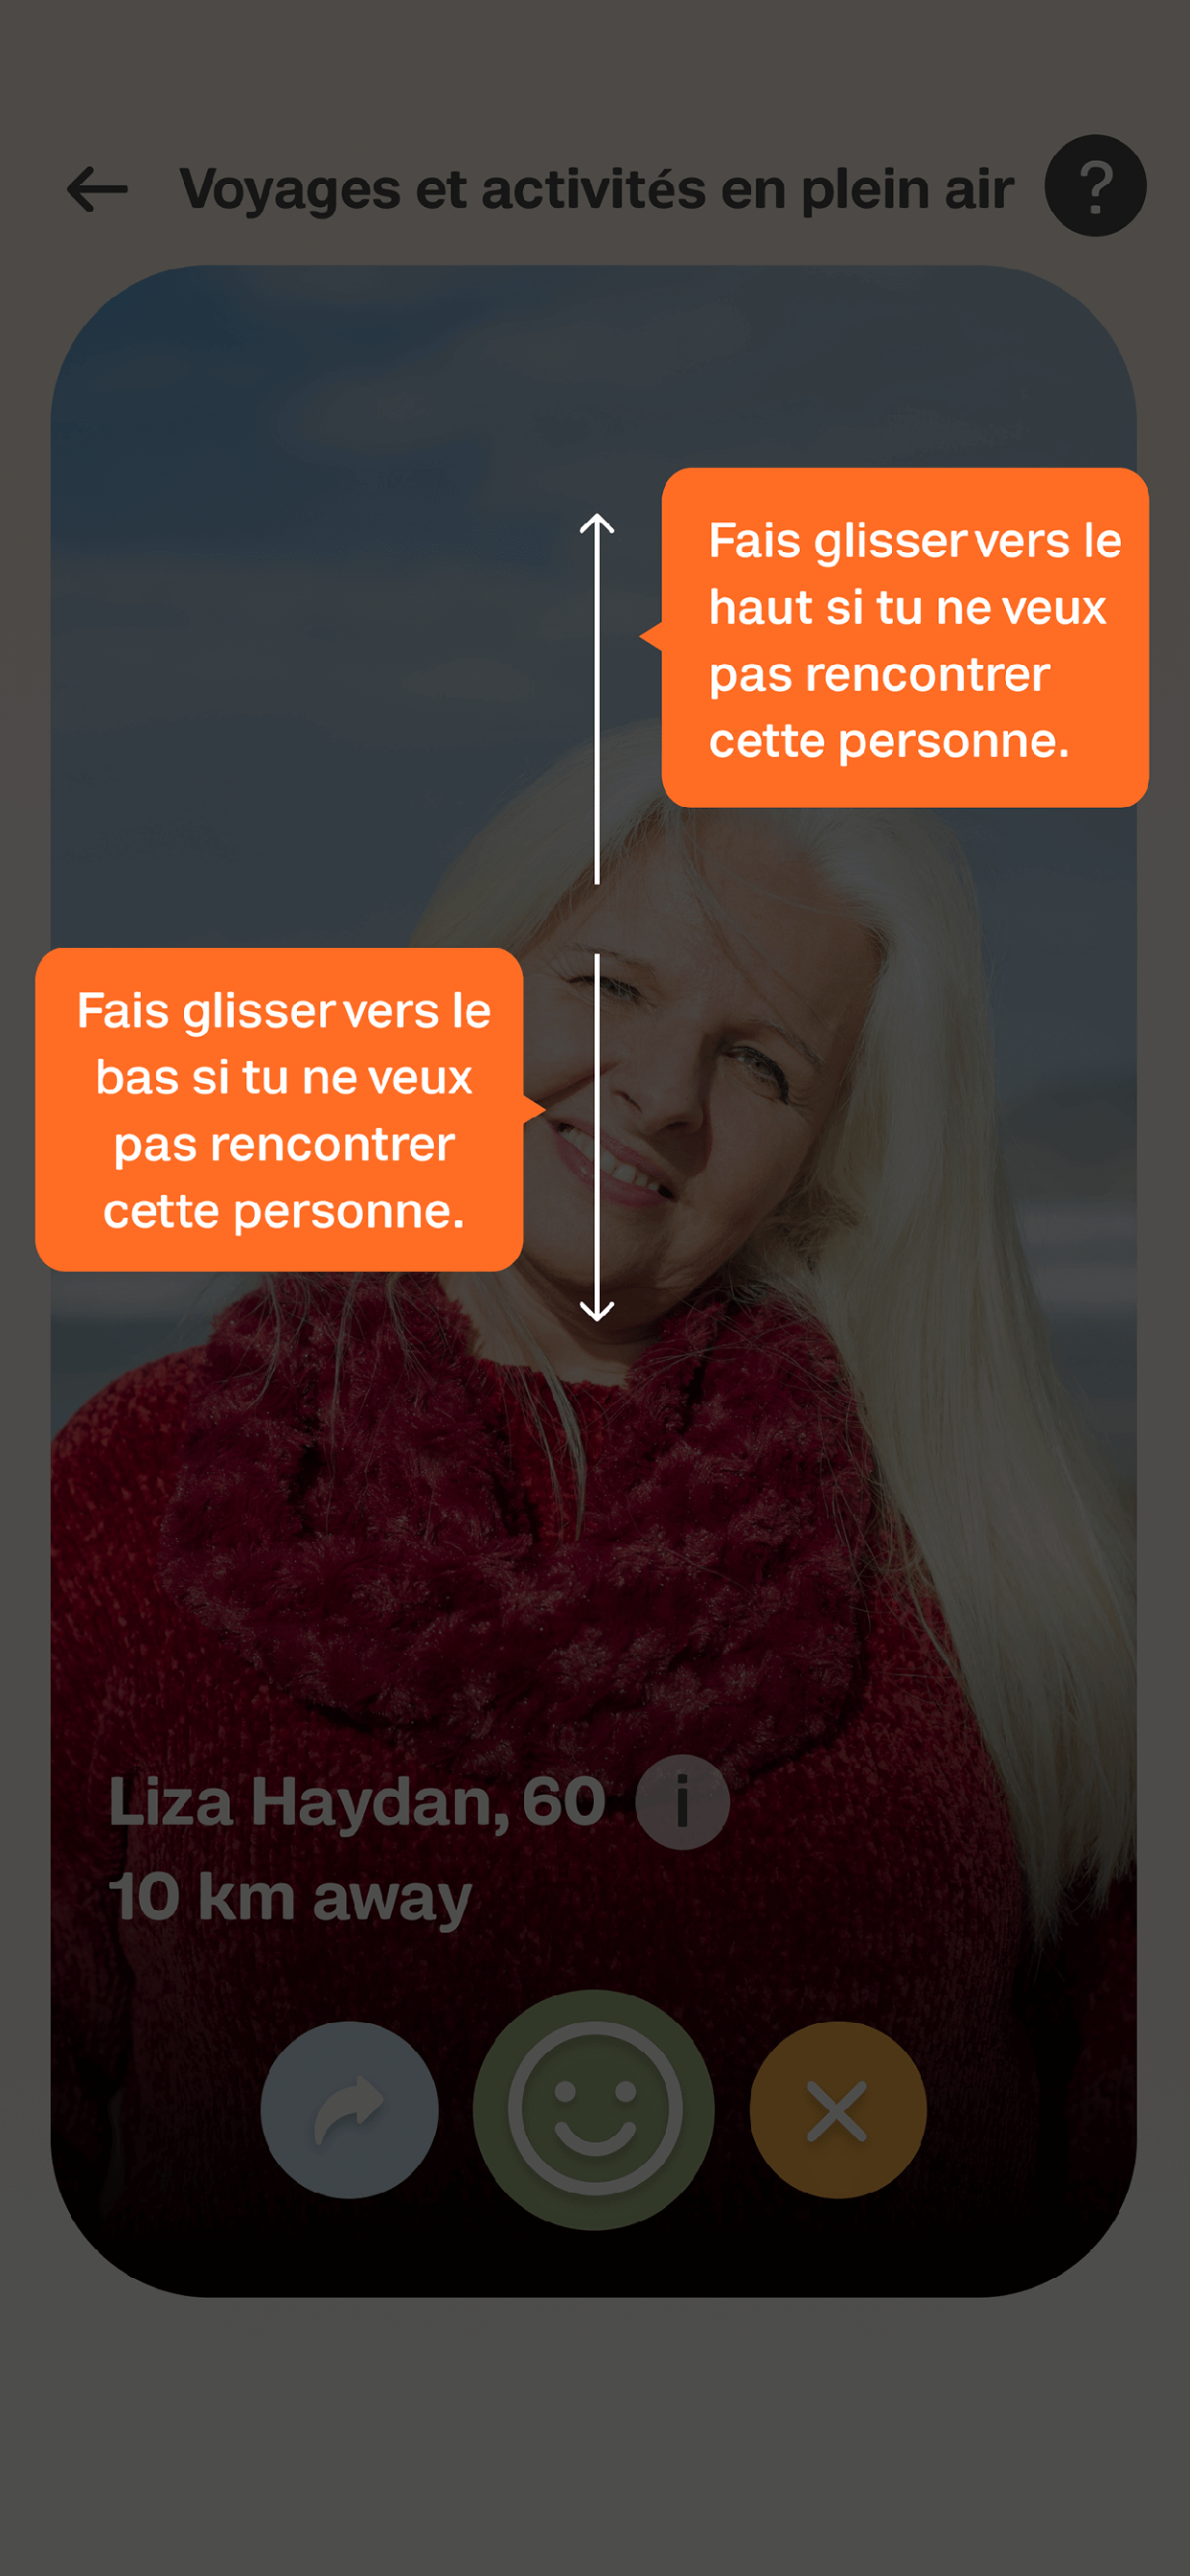 Voyages et activités en plein air
?
Fais glisser vers le
haut si tu ne veux
pas rencontrer
cette personne.
Fais glisser vers le
bas si tu ne veux
pas rencontrer
cette personne.
Liza Haydan, 60 i
10 km away